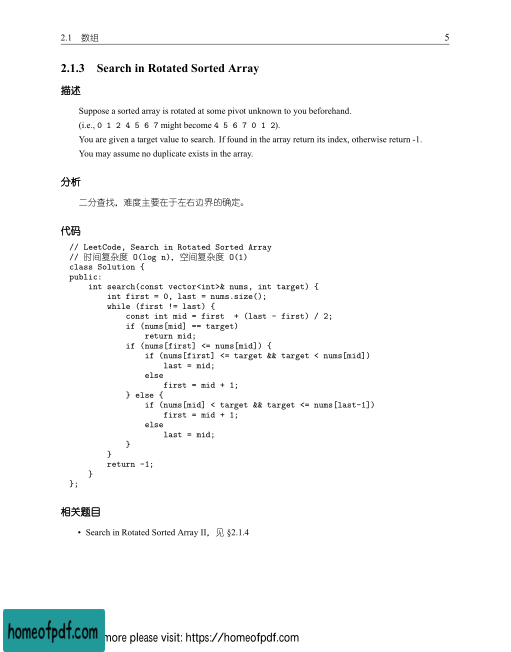 2.1 数组 5
2.1.3 Search in Rotated Sorted Array
描述
Suppose a sorted array is rotated at some pivot unknown to you beforehand.
(i.e., 0 1 2 4 5 6 7 might become 4 5 6 7 0 1 2).
You are given a target value to search. If found in the array return its index, otherwise return -1.
You may assume no duplicate exists in the array.
分析
二分查找，难度主要在于左右边界的确定。
代码
// LeetCode, Search in Rotated Sorted Array
// 时间复杂度 O(log n)，空间复杂度 O(1)
class Solution {
public:
    int search(const vector<int>& nums, int target) {
        int first = 0, last = nums.size();
        while (first != last) {
            const int mid = first  + (last - first) / 2;
            if (nums[mid] == target)
                return mid;
            if (nums[first] <= nums[mid]) {
                if (nums[first] <= target && target < nums[mid])
                    last = mid;
                else
                    first = mid + 1;
            } else {
                if (nums[mid] < target && target <= nums[last-1])
                    first = mid + 1;
                else
                    last = mid;
            }
        }
        return -1;
    }
};
相关题目
• Search in Rotated Sorted Array II，见 §2.1.4
homeofpdf.com more please visit: https://homeofpdf.com